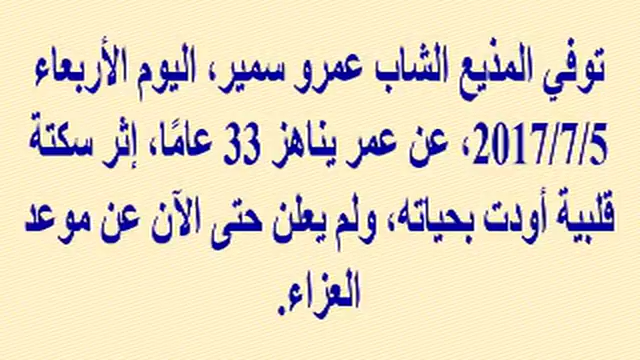 توفي المذيع الشاب عمرو سمير، اليوم الأربعاء
2017/7/5، عن عمر يناهز 33 عامًا، إثر سكتة
قلبية أودت بحياته، ولم يعلن حتى الآن عن موعد
العزاء.